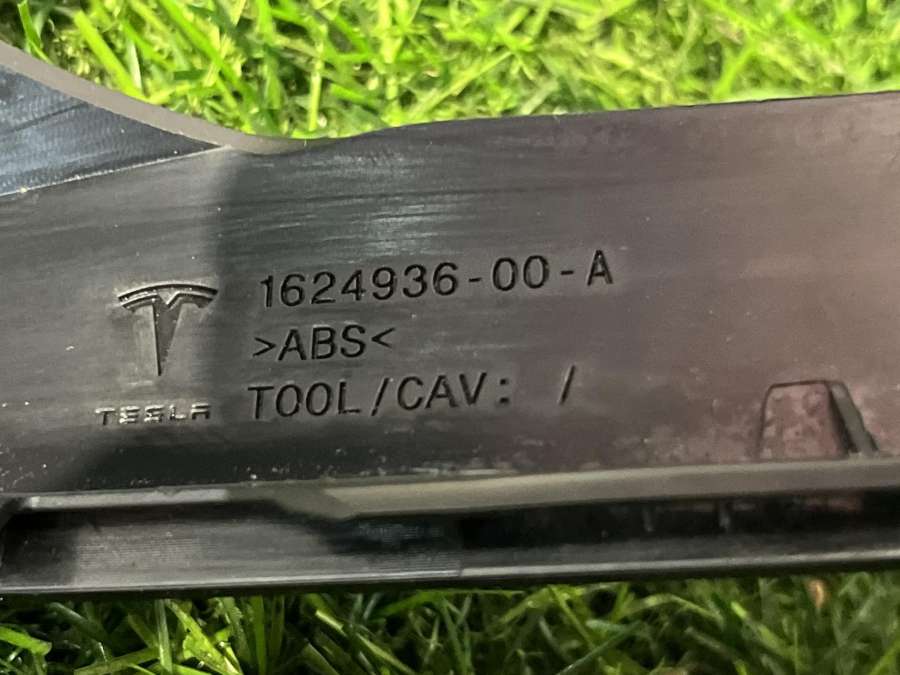 1624936-00-A
>ABS<
TESLA TOOL/CAV: /